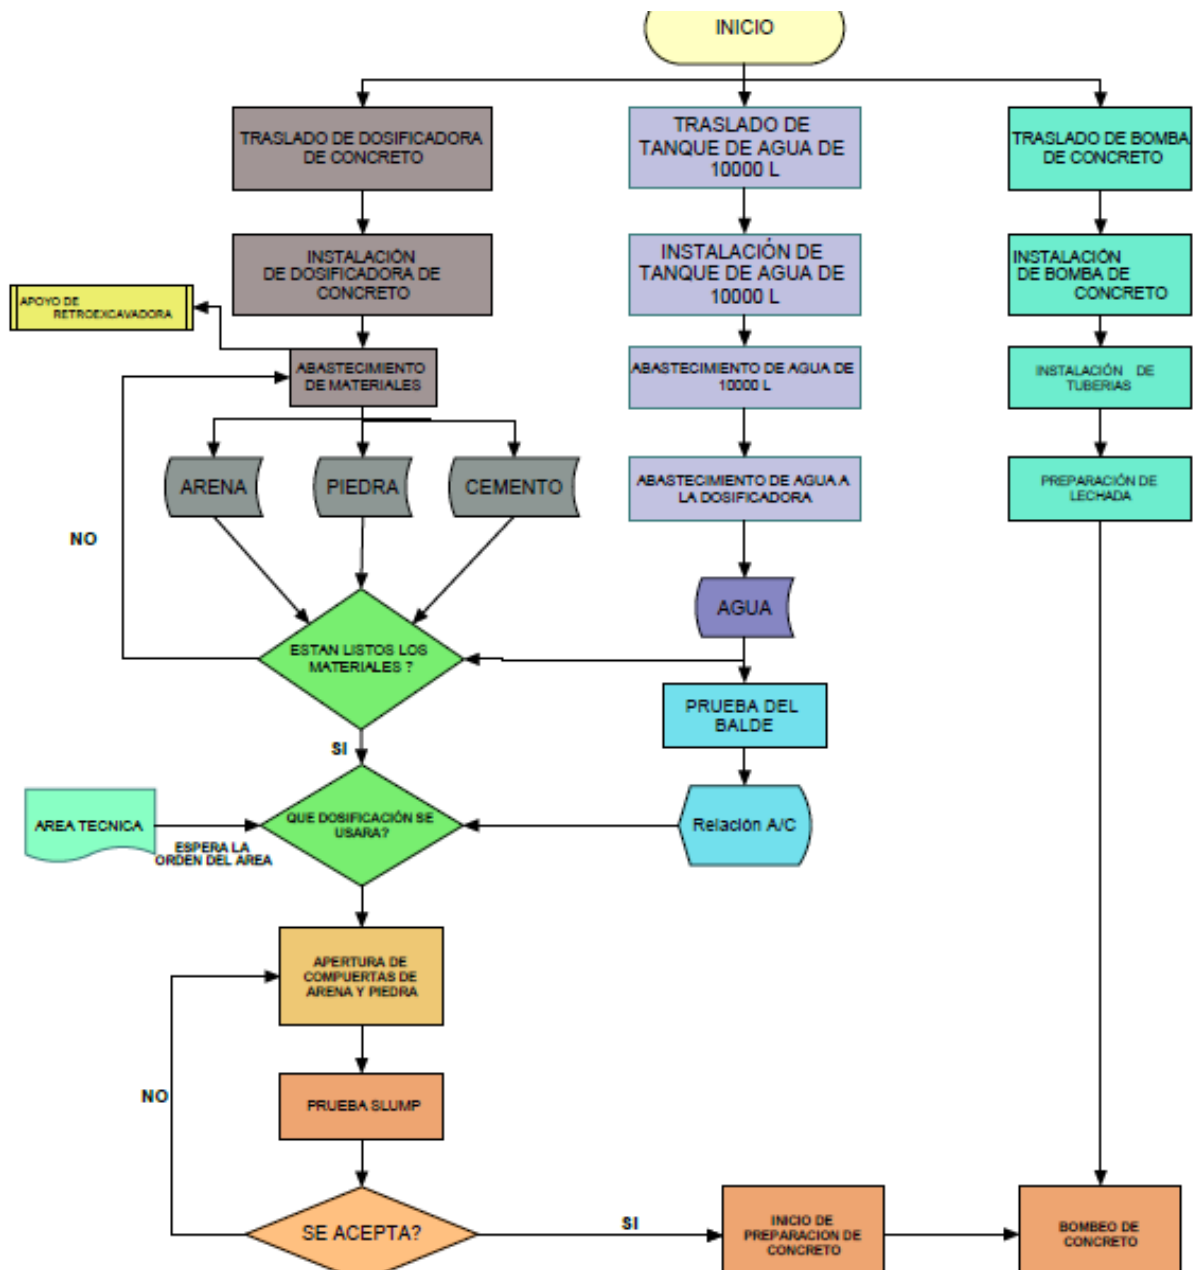 INICIO
TRASLADO DE DOSIFICADORA
DE CONCRETO
TRASLADO DE
TANQUE DE AGUA DE
10000 L
TRASLADO DE BOMBA
DE CONCRETO
INSTALACIÓN
DE DOSIFICADORA DE
CONCRETO
INSTALACIÓN DE
TANQUE DE AGUA DE
10000 L
INSTALACIÓN
DE BOMBA DE
CONCRETO
APOYO DE
RETROEXCAVADORA
ABASTECIMIENTO
DE MATERIALES
ABASTECIMIENTO DE AGUA DE
10000 L
INSTALACIÓN DE
TUBERIAS
ARENA
PIEDRA
CEMENTO
ABASTECIMIENTO DE AGUA A
LA DOSIFICADORA
PREPARACIÓN DE
LECHADA
NO
AGUA
ESTAN LISTOS LOS
MATERIALES ?
PRUEBA DEL
BALDE
SI
AREA TECNICA
ESPERA LA
ORDEN DEL AREA
QUE DOSIFICACIÓN SE
USARA?
Relación A/C
APERTURA DE
COMPUERTAS DE
ARENA Y PIEDRA
NO
PRUEBA SLUMP
SE ACEPTA?
SI
INICIO DE
PREPARACION DE
CONCRETO
BOMBEO DE
CONCRETO